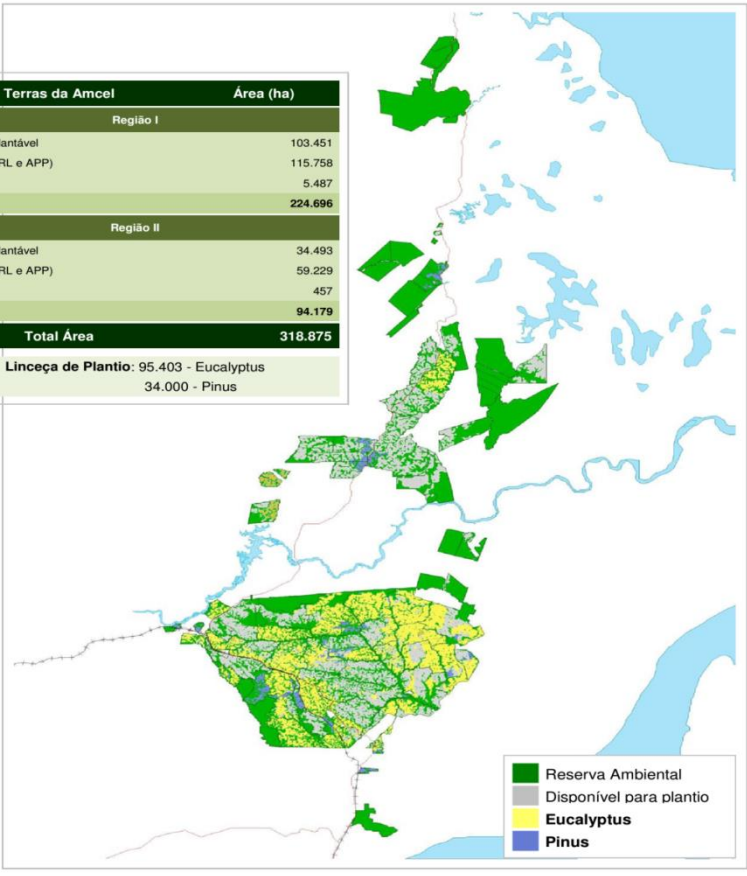 Terras da Amcel Área (ha)
Região I
lantável 103.451
RL e APP) 115.758
5.487
224.696
Região II
lantável 34.493
RL e APP) 59.229
457
94.179
Total Área 318.875
Linceça de Plantio: 95.403 - Eucalyptus
34.000 - Pinus
Reserva Ambiental
Disponível para plantio
Eucalyptus
Pinus